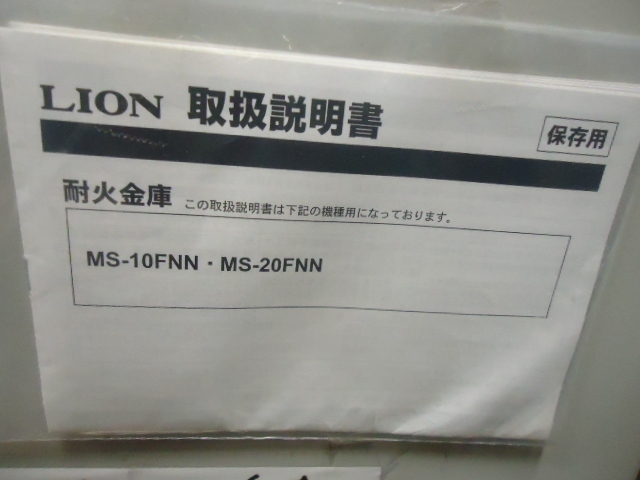 LION 取扱説明書
保存用
耐火金庫 この取扱説明書は下記の機種用になっております。
MS-10FNN・MS-20FNN